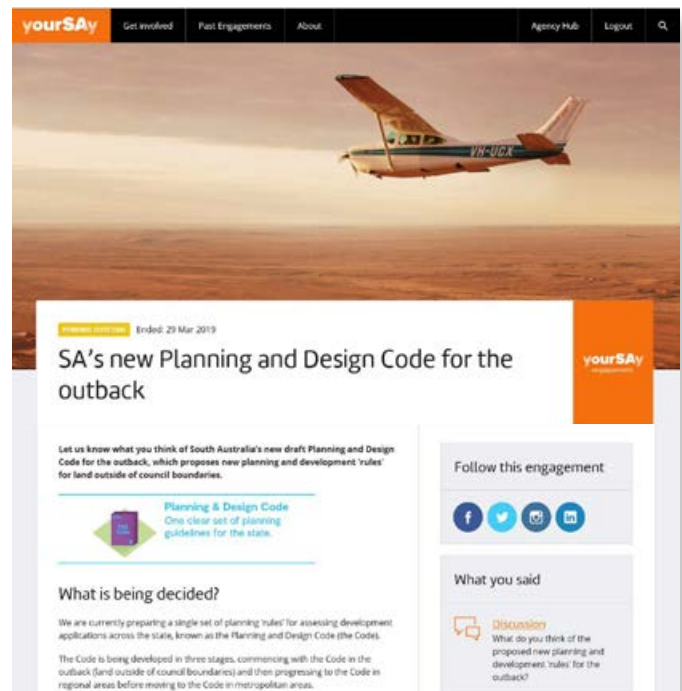 yourSAy
Get involved
Past Engagements
About
Agency Hub
Logout
VH-UGX
Ended: 29 Mar 2019
SA's new Planning and Design Code for the
outback
yourSAy
engagements
Let us know what you think of South Australia's new draft Planning and Design
Code for the outback, which proposes new planning and development 'rules'
for land outside of council boundaries.
Planning & Design Code
One clear set of planning
guidelines for the state.
What is being decided?
We are currently preparing a single set of planning 'rules' for assessing development
applications across the state, known as the Planning and Design Code (the Code).
The Code is being developed in three stages, commencing with the Code in the
outback (land outside of council boundaries) and then progressing to the Code in
regional areas before moving to the Code in metropolitan areas.
Follow this engagement
What you said
Discussion
What do you think of the
proposed new planning and
development 'rules' for the
outback?